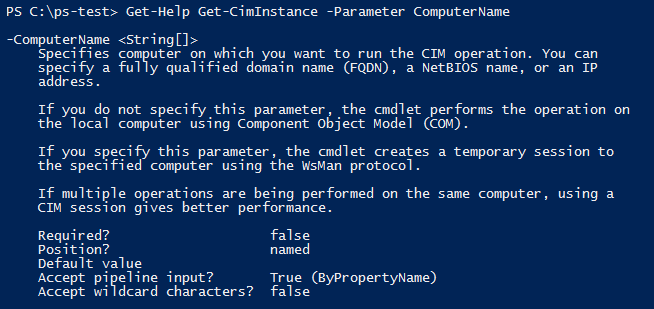 PS C:\ps-test> Get-Help Get-CimInstance -Parameter ComputerName
-ComputerName <String[]>
Specifies computer on which you want to run the CIM operation. You can
specify a fully qualified domain name (FQDN), a NetBIOS name, or an IP
address.
If you do not specify this parameter, the cmdlet performs the operation on
the local computer using Component Object Model (COM).
If you specify this parameter, the cmdlet creates a temporary session to
the specified computer using the WsMan protocol.
If multiple operations are being performed on the same computer, using a
CIM session gives better performance.
Required? false
Position? named
Default value
Accept pipeline input? True (ByPropertyName)
Accept wildcard characters? false